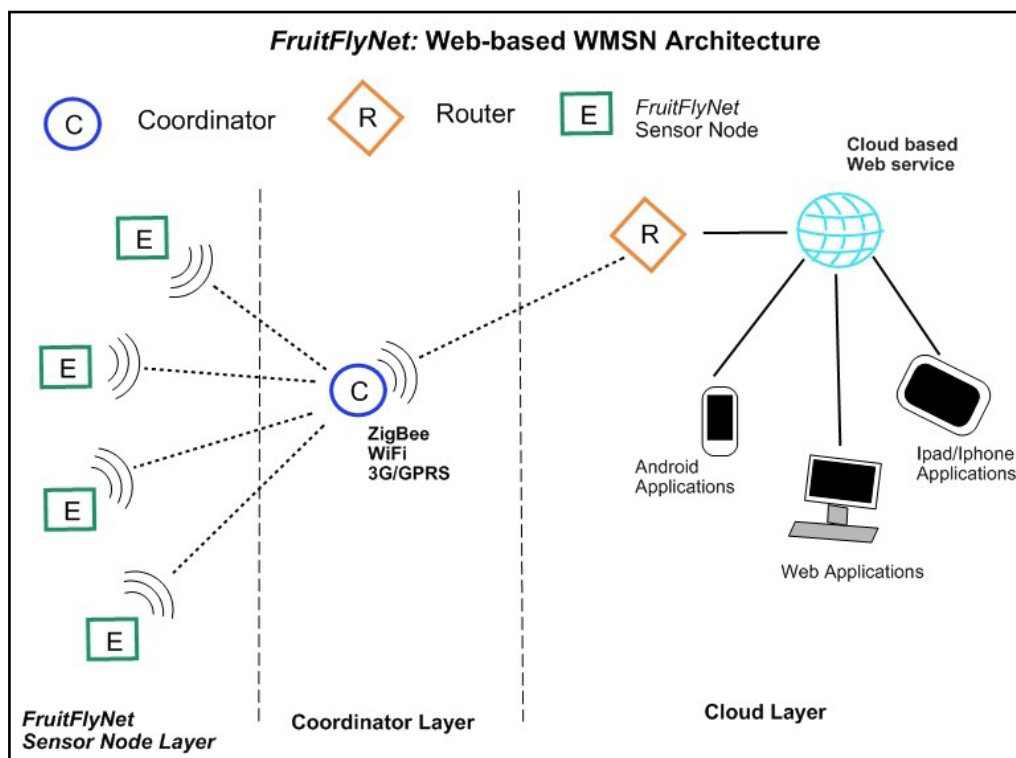 FruitFlyNet: Web-based WMSN Architecture
C
Coordinator
R
Router
E
FruitFlyNet
Sensor Node
Cloud based
Web service
E
R
E
C
ZigBee
WiFi
3G/GPRS
E
E
Android
Applications
Ipad/Iphone
Applications
Web Applications
FruitFlyNet
Sensor Node Layer
Coordinator Layer
Cloud Layer